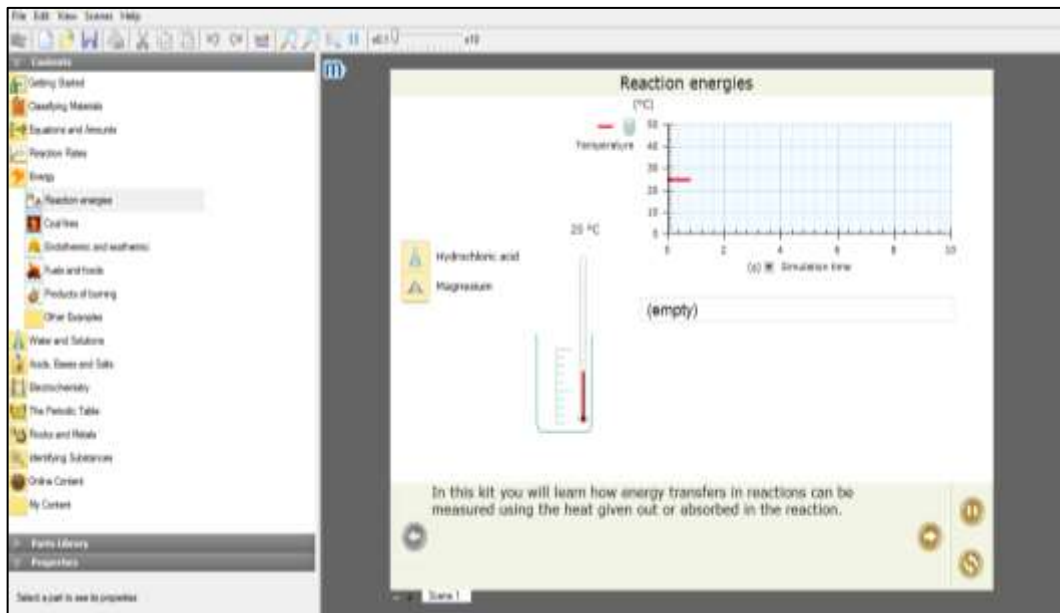 File Edit View Scenes Help
x0.1 x10
Contents
Getting Started
Classifying Materials
Equations and Amounts
Reaction Rates
Energy
Reaction energies
Coal fires
Endothermic and exothermic
Fuels and foods
Products of burning
Other Examples
Water and Solutions
Acids, Bases and Salts
Electrochemistry
The Periodic Table
Rocks and Metals
Identifying Substances
Online Content
My Content
Parts Library
Properties
Select a part to see its properties
Reaction energies
(°C)
Temperature
50
40
30
20
10
0
0 2 4 6 8 10
(s) Simulation time
25 °C
Hydrochloric acid
Magnesium
(empty)
In this kit you will learn how energy transfers in reactions can be
measured using the heat given out or absorbed in the reaction.
Scene 1